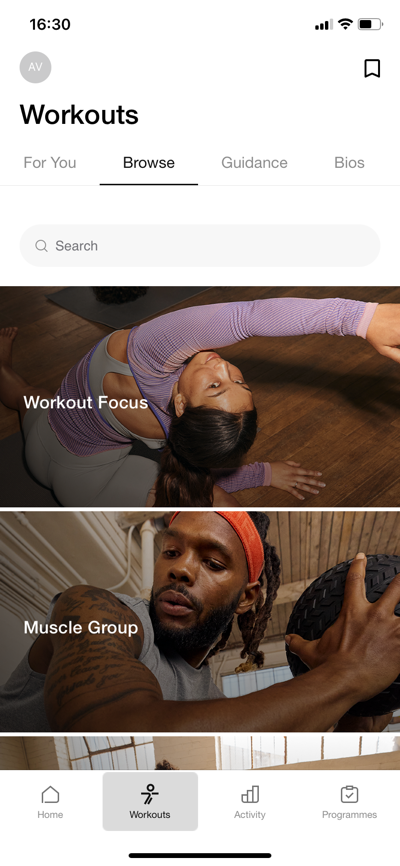 16:30
AV
Workouts
For You Browse Guidance Bios
Search
Workout Focus
Muscle Group
Home Workouts Activity Programmes